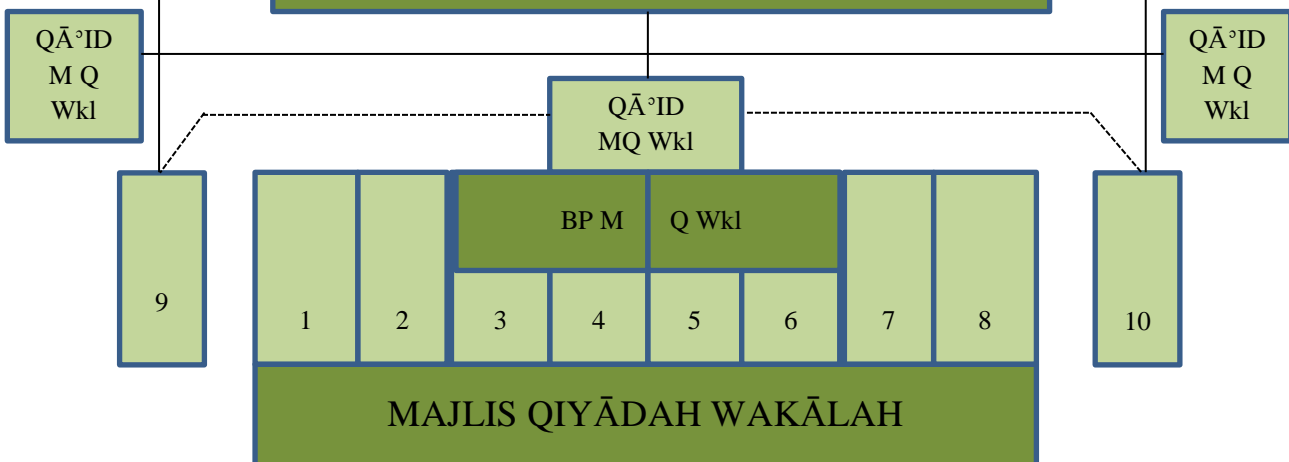 QĀʾID
M Q
Wkl
QĀʾID
M Q
Wkl
QĀʾID
MQ Wkl
BP M Q Wkl
9
1 2 3 4 5 6 7 8
10
MAJLIS QIYĀDAH WAKĀLAH